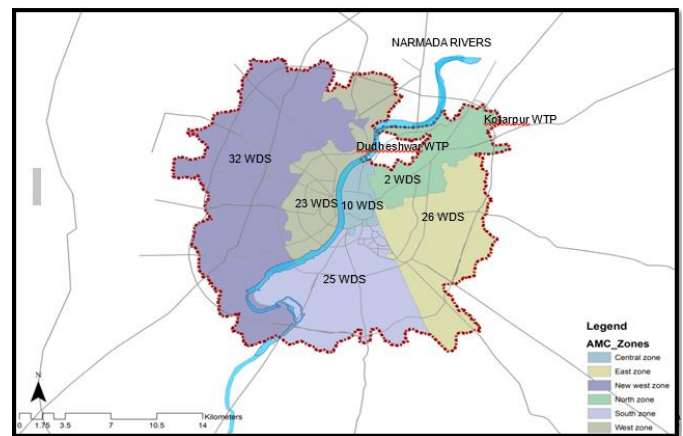 NARMADA RIVERS
Kotarpur WTP
Dudheshwar WTP
32 WDS
2 WDS
23 WDS
10 WDS
26 WDS
25 WDS
Legend
AMC_Zones
Central zone
East zone
New west zone
North zone
South zone
West zone
N
Kilometers
0 1.75 3.5 7 10.5 14